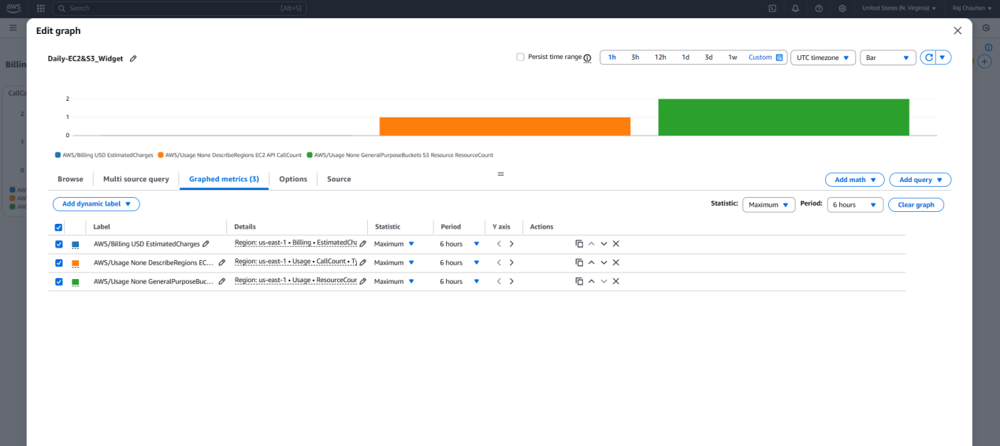 aws Search [Alt+S] United States (N. Virginia) Raj Chauhan
Edit graph
Billin
Daily-EC2&S3_Widget Persist time range 1h 3h 12h 1d 3d 1w Custom UTC timezone Bar
CallCo
2
1
0
2
1
0
AWS/Billing USD EstimatedCharges AWS/Usage None DescribeRegions EC2 API CallCount AWS/Usage None GeneralPurposeBuckets S3 Resource ResourceCount
Browse Multi source query Graphed metrics (3) Options Source Add math Add query
AW
AW
AW
Add dynamic label Statistic: Maximum Period: 6 hours Clear graph
Label Details Statistic Period Y axis Actions
AWS/Billing USD EstimatedCharges Region: us-east-1 • Billing • EstimatedCha Maximum 6 hours
AWS/Usage None DescribeRegions EC... Region: us-east-1 • Usage • CallCount • Ty Maximum 6 hours
AWS/Usage None GeneralPurposeBuc... Region: us-east-1 • Usage • ResourceCour Maximum 6 hours